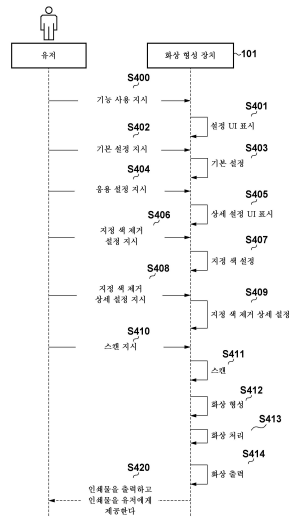 유저
화상 형성 장치
101
S400
기능 사용 지시
S401
설정 UI 표시
S402
기본 설정 지시
S403
기본 설정
S404
응용 설정 지시
S405
상세 설정 UI 표시
S406
지정 색 제거
설정 지시
S407
지정 색 설정
S408
지정 색 제거
상세 설정 지시
S409
지정 색 제거 상세 설정
S410
스캔 지시
S411
스캔
S412
화상 형성
S413
화상 처리
S414
화상 출력
S420
인쇄물을 출력하고
인쇄물을 유저에게
제공한다